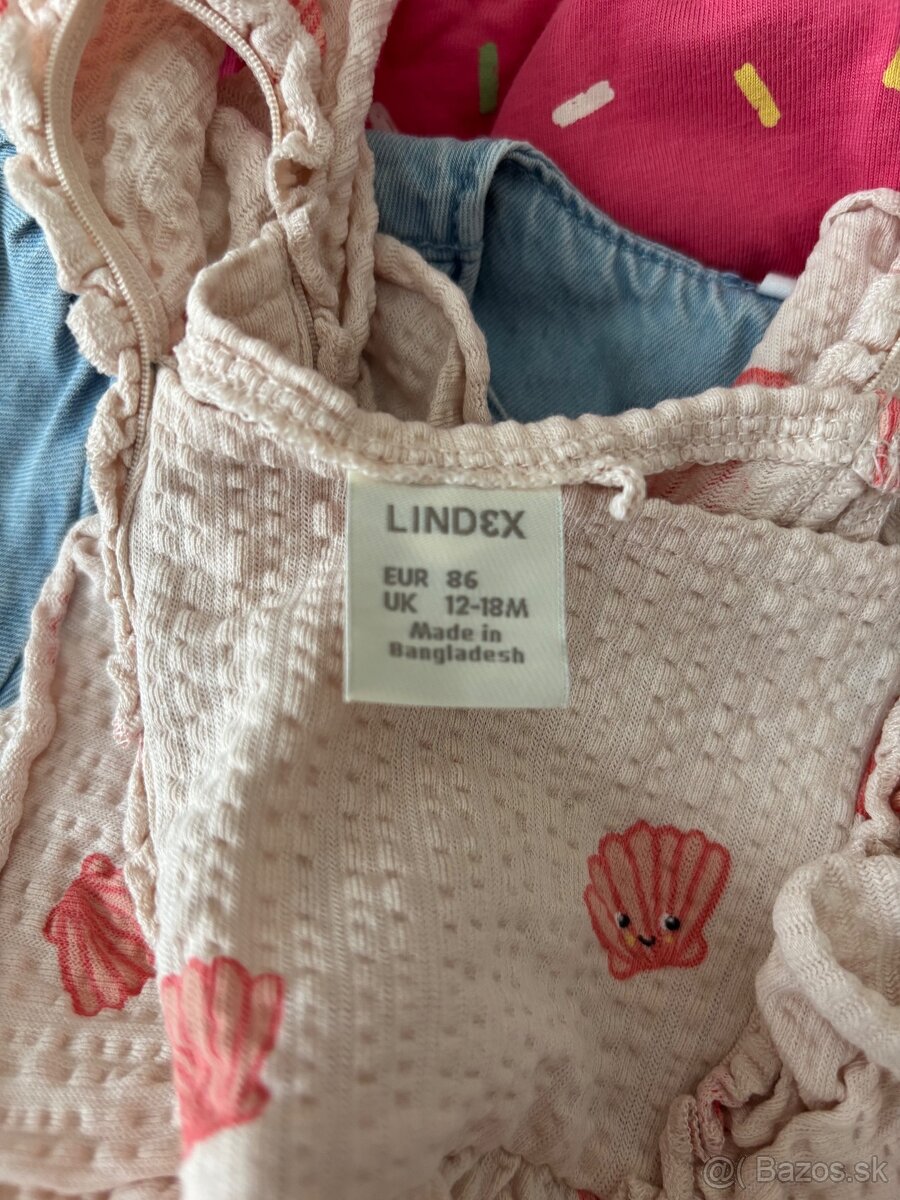 LINDEX
EUR 86
UK 12-18M
Made in
Bangladesh
@( Bazos.sk